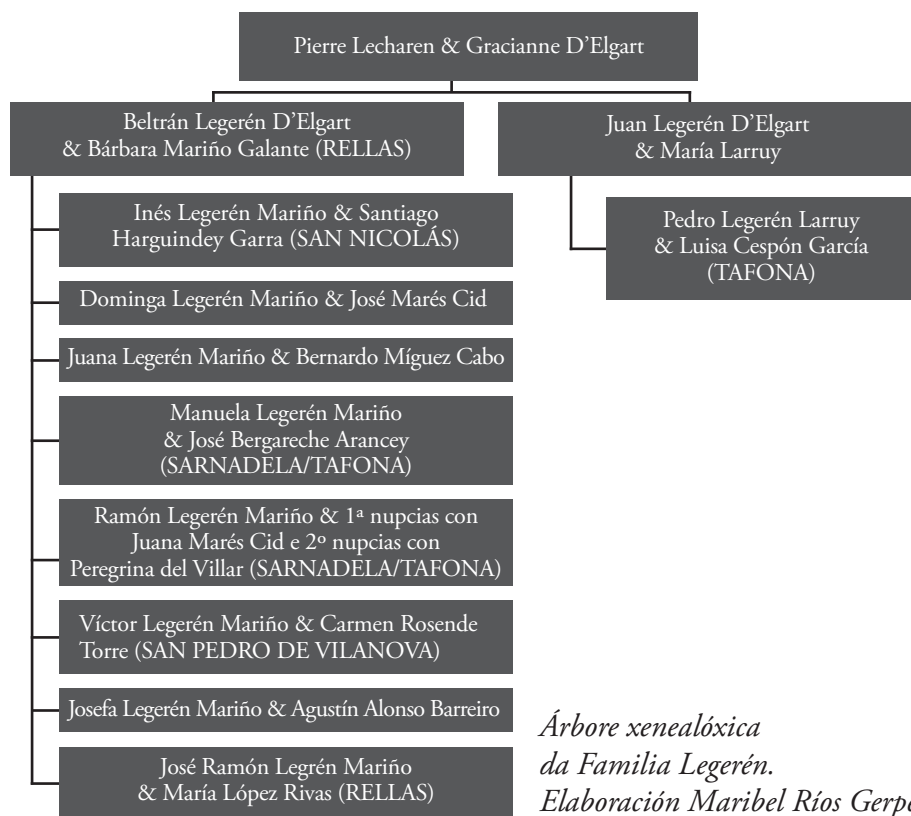 Pierre Lecharen & Gracianne D'Elgart
Beltrán Legerén D'Elgart
& Bárbara Mariño Galante (RELLAS)
Juan Legerén D'Elgart
& María Larruy
Inés Legerén Mariño & Santiago
Harguindey Garra (SAN NICOLÁS)
Pedro Legerén Larruy
& Luisa Cespón García
(TAFONA)
Dominga Legerén Mariño & José Marés Cid
Juana Legerén Mariño & Bernardo Míguez Cabo
Manuela Legerén Mariño
& José Bergareche Arancey
(SARNADELA/TAFONA)
Ramón Legerén Mariño & 1ª nupcias con
Juana Marés Cid e 2º nupcias con
Peregrina del Villar (SARNADELA/TAFONA)
Víctor Legerén Mariño & Carmen Rosende
Torre (SAN PEDRO DE VILANOVA)
Josefa Legerén Mariño & Agustín Alonso Barreiro
José Ramón Legrén Mariño
& María López Rivas (RELLAS)
Árbore xenealóxica
da Familia Legerén.
Elaboración Maribel Ríos Gerpe